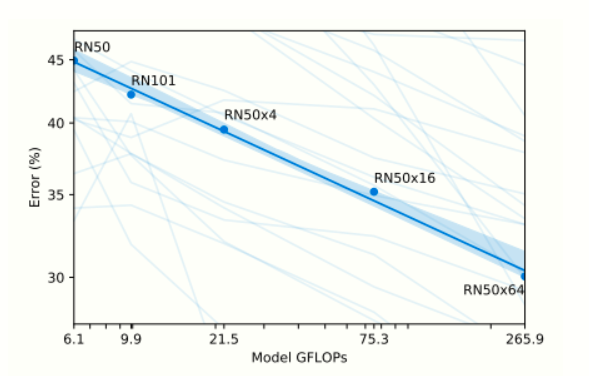 RN50
45
RN101
RN50x4
40
Error (%)
RN50x16
35
30
RN50x64
6.1 9.9 21.5 75.3 265.9
Model GFLOPs